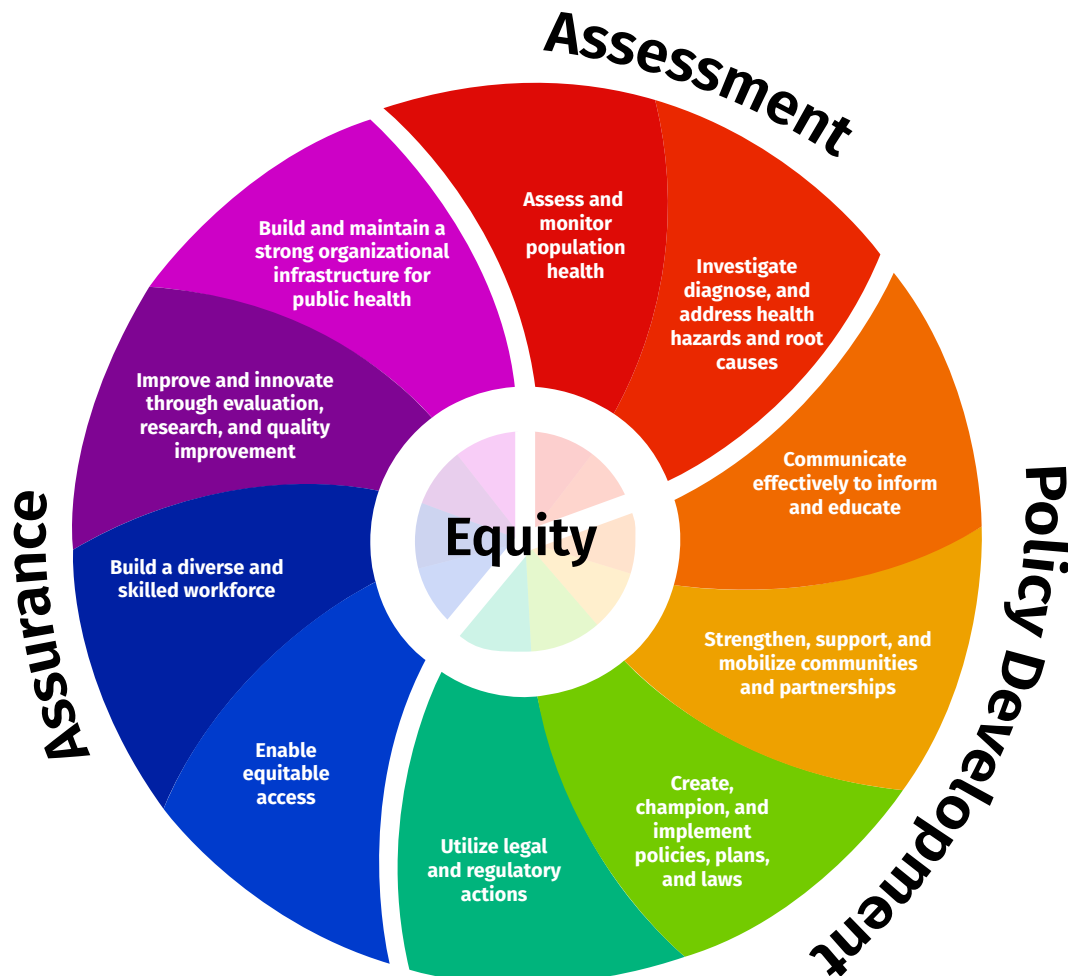 Assessment
Assess and
monitor
population
health
Investigate
diagnose, and
address health
hazards and root
causes
Policy Development
Communicate
effectively to inform
and educate
Strengthen, support, and
mobilize communities
and partnerships
Create,
champion, and
implement
policies, plans,
and laws
Utilize legal
and regulatory
actions
Assurance
Enable
equitable
access
Build a diverse and
skilled workforce
Improve and innovate
through evaluation,
research, and quality
improvement
Build and maintain a
strong organizational
infrastructure for
public health
Equity